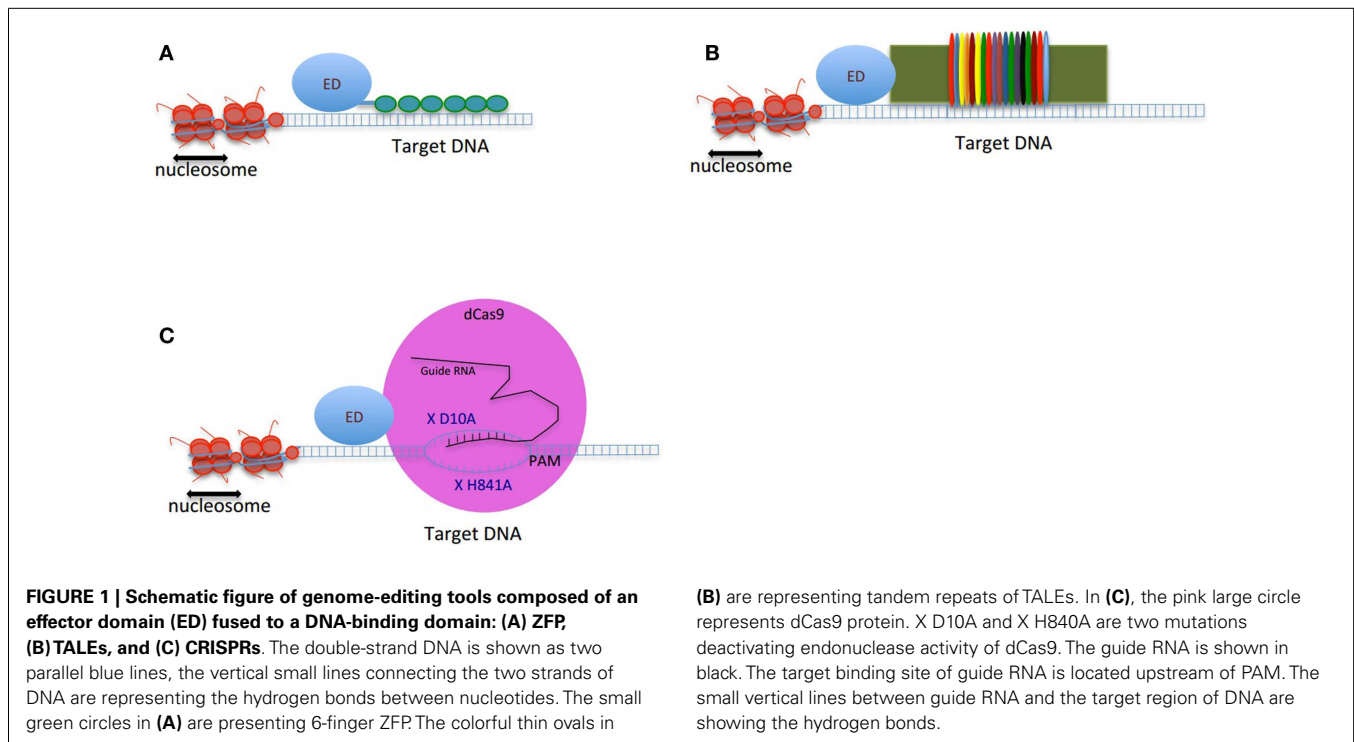 A
ED
Target DNA
nucleosome
B
ED
Target DNA
nucleosome
C
dCas9
Guide RNA
ED
X D10A
PAM
X H841A
nucleosome
Target DNA
FIGURE 1 | Schematic figure of genome-editing tools composed of an
effector domain (ED) fused to a DNA-binding domain: (A) ZFP,
(B) TALEs, and (C) CRISPRs. The double-strand DNA is shown as two
parallel blue lines, the vertical small lines connecting the two strands of
DNA are representing the hydrogen bonds between nucleotides. The small
green circles in (A) are presenting 6-finger ZFP. The colorful thin ovals in
(B) are representing tandem repeats of TALEs. In (C), the pink large circle
represents dCas9 protein. X D10A and X H840A are two mutations
deactivating endonuclease activity of dCas9. The guide RNA is shown in
black. The target binding site of guide RNA is located upstream of PAM. The
small vertical lines between guide RNA and the target region of DNA are
showing the hydrogen bonds.